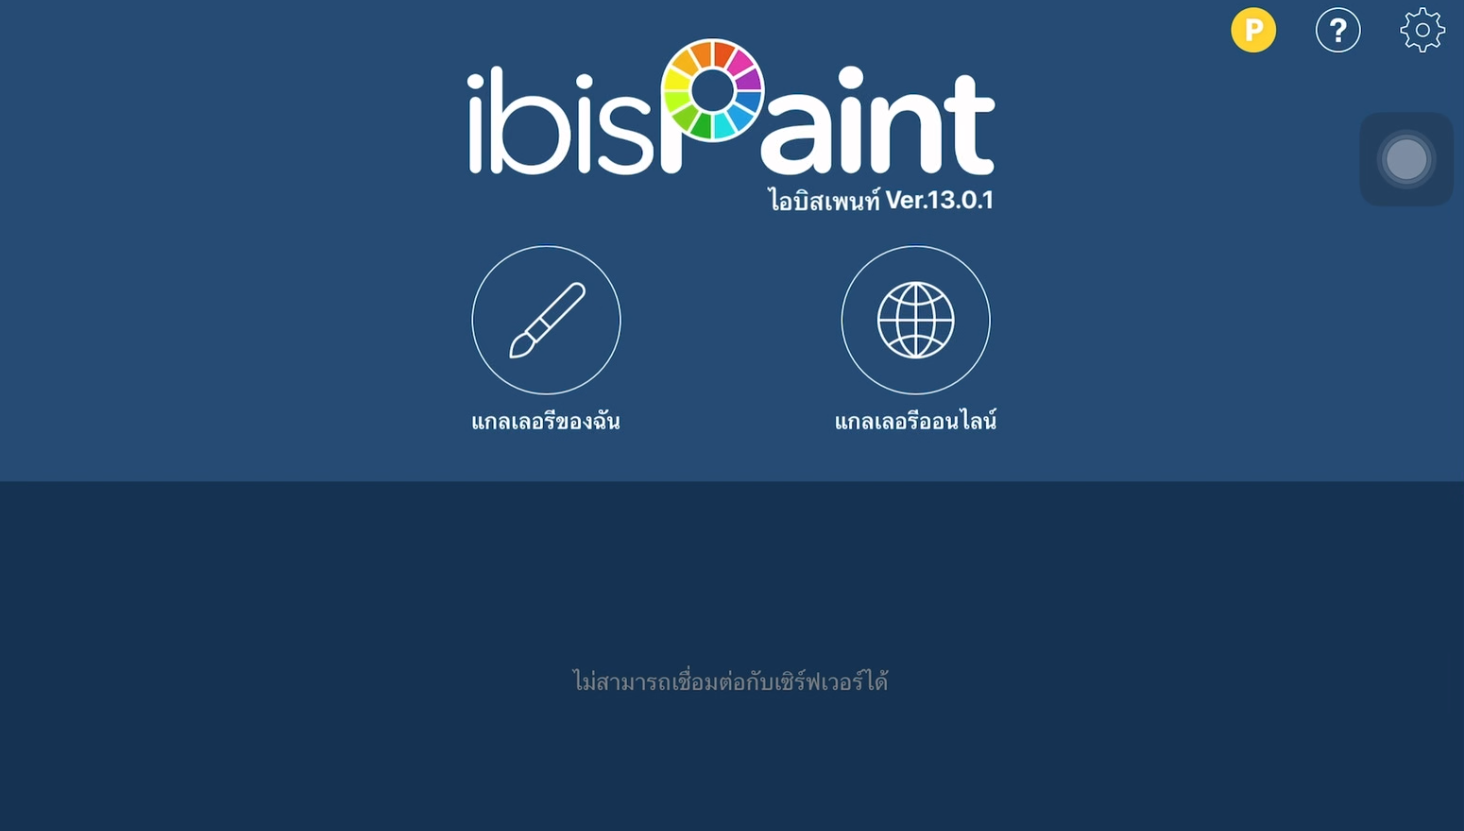 P
?
ibisPaint
ไอบิสเพนท์ Ver.13.0.1
แกลเลอรีของฉัน
แกลเลอรีออนไลน์
ไม่สามารถเชื่อมต่อกับเซิร์ฟเวอร์ได้